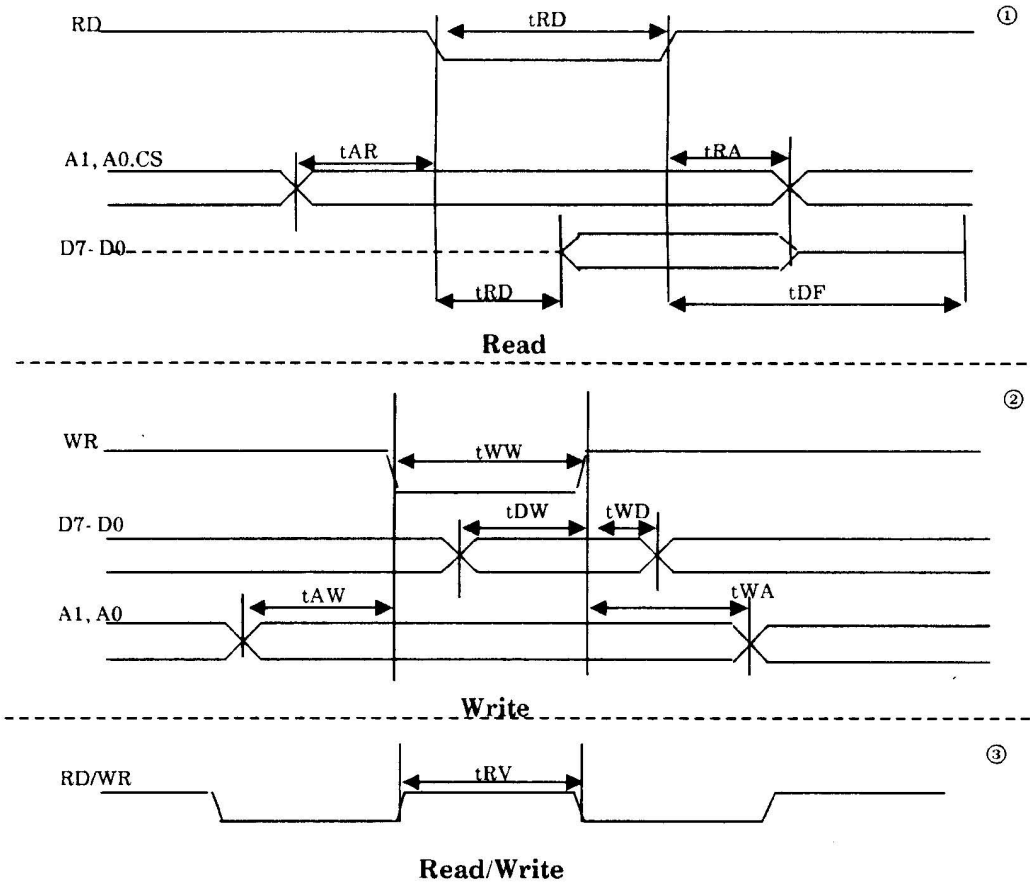 ①
RD
tRD
A1, A0.CS
tAR
tRA
D7- D0
tRD
tDF
Read
②
WR
tWW
D7- D0
tDW
tWD
A1, A0
tAW
tWA
Write
③
RD/WR
tRV
Read/Write